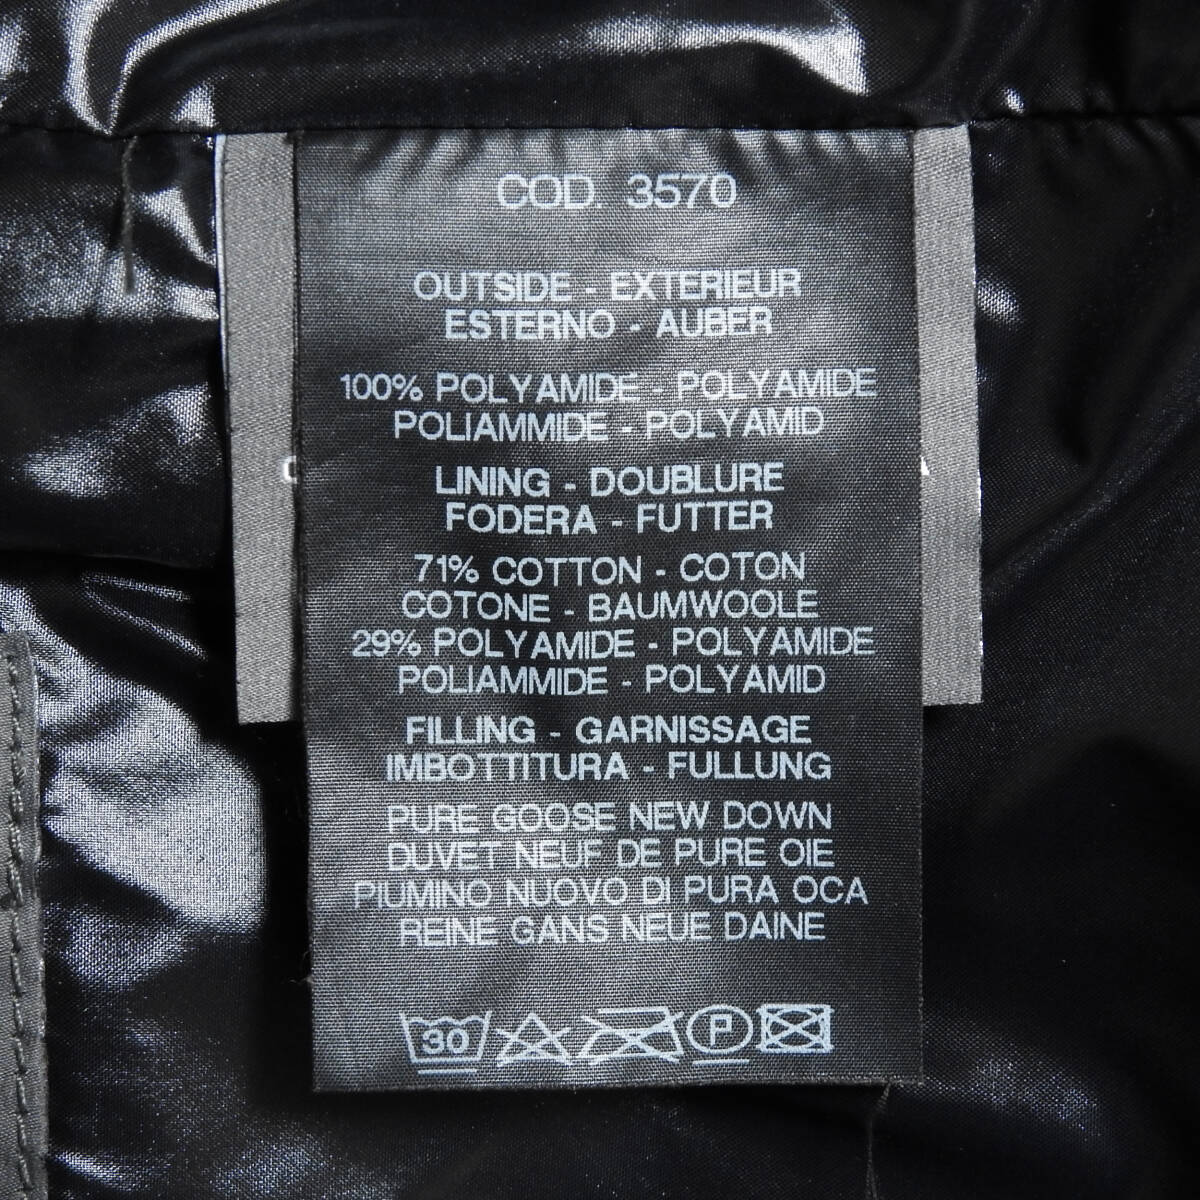 COD. 3570
OUTSIDE - EXTERIEUR
ESTERNO - AUBER
100% POLYAMIDE - POLYAMIDE
POLIAMMIDE - POLYAMID
LINING - DOUBLURE
FODERA - FUTTER
71% COTTON - COTON
COTONE - BAUMWOOLE
29% POLYAMIDE - POLYAMIDE
POLIAMMIDE - POLYAMID
FILLING - GARNISSAGE
IMBOTTITURA - FULLUNG
PURE GOOSE NEW DOWN
DUVET NEUF DE PURE OIE
PIUMINO NUOVO DI PURA OCA
REINE GANS NEUE DAINE
30 P